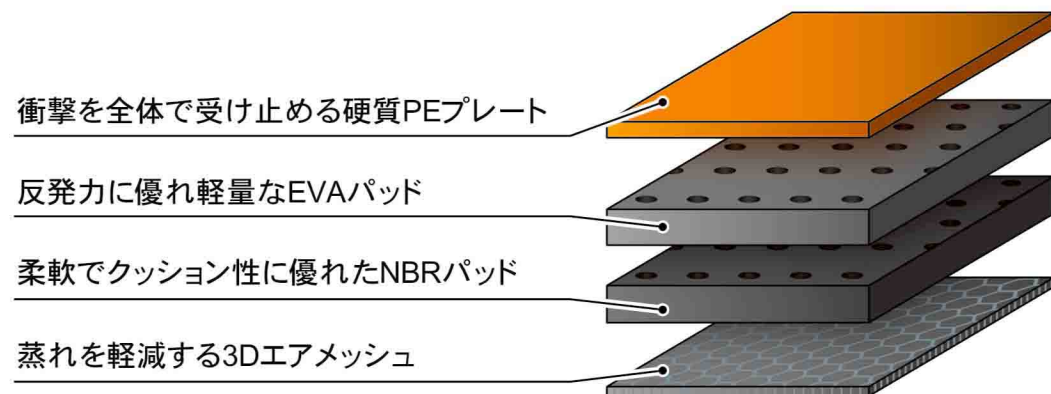 衝撃を全体で受け止める硬質PEプレート
反発力に優れ軽量なEVAパッド
柔軟でクッション性に優れたNBRパッド
蒸れを軽減する3Dエアメッシュ